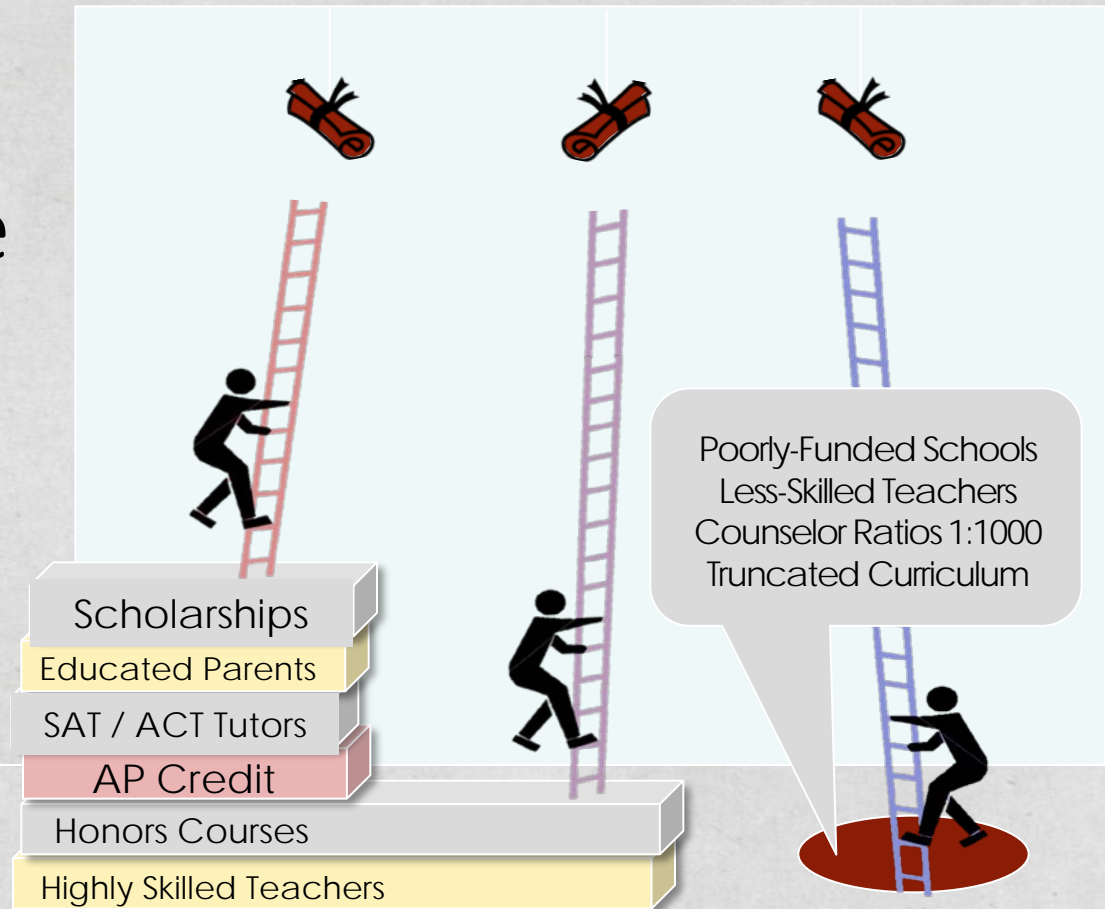 e
Poorly-Funded Schools
Less-Skilled Teachers
Counselor Ratios 1:1000
Truncated Curriculum
Scholarships
Educated Parents
SAT / ACT Tutors
AP Credit
Honors Courses
Highly Skilled Teachers